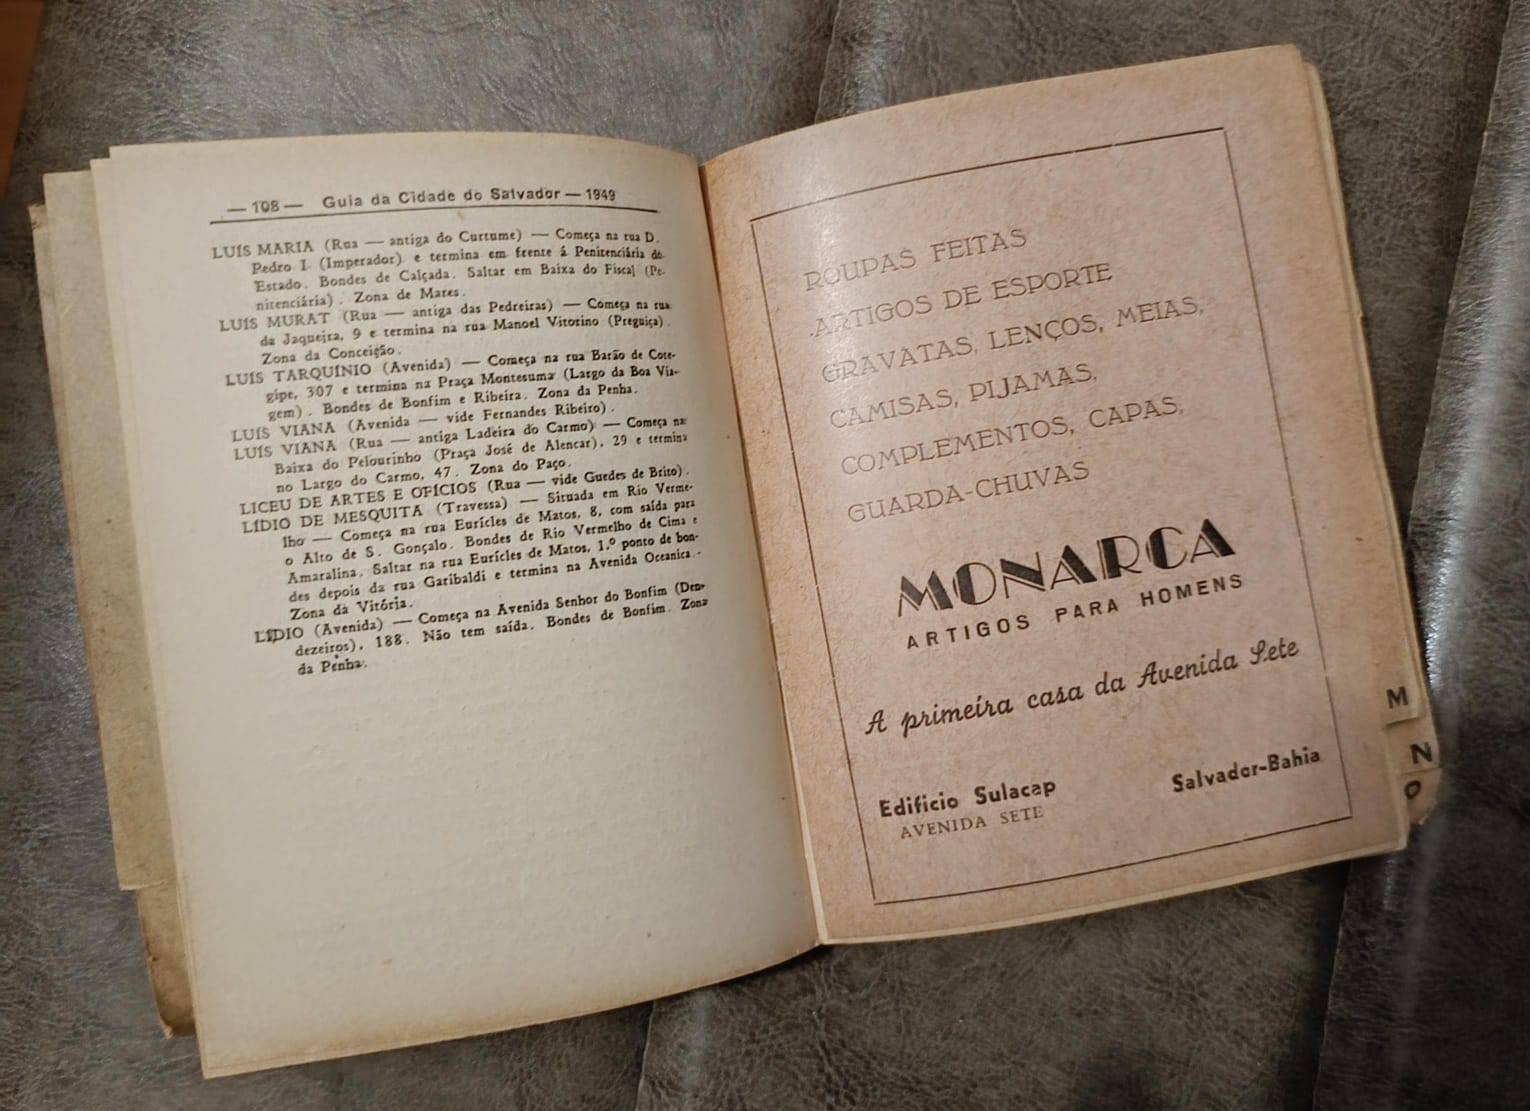 — 108 — Guia da Cidade do Salvador — 1949
LUÍS MARIA (Rua — antiga do Curtume) — Começa na rua D.
Pedro I (Imperador) e termina em frente á Penitenciária do
Estado. Bondes de Calçada. Saltar em Baixa do Fiscal (Pe-
nitenciária). Zona de Mares.
LUÍS MURAT (Rua — antiga das Pedreiras) — Começa na rua
da Jaqueira, 9 e termina na rua Manoel Vitorino (Preguiça).
Zona da Conceição.
LUÍS TARQUÍNIO (Avenida) — Começa na rua Barão de Cote-
gipe, 307 e termina na Praça Montesuma (Largo da Boa Via-
gem). Bondes de Bonfim e Ribeira. Zona da Penha.
LUÍS VIANA (Avenida — vide Fernandes Ribeiro).
LUÍS VIANA (Rua — antiga Ladeira do Carmo) — Começa na
Baixa do Pelourinho (Praça José de Alencar), 29 e termina
no Largo do Carmo, 47. Zona do Paço.
LICEU DE ARTES E OFÍCIOS (Rua — vide Guedes de Brito).
LÍDIO DE MESQUITA (Travessa) — Situada em Rio Verme-
lho — Começa na rua Eurícles de Matos, 8, com saída para
o Alto de S. Gonçalo. Bondes de Rio Vermelho de Cima e
Amaralina. Saltar na rua Eurícles de Matos, 1.º ponto de bon-
des depois da rua Garibaldi e termina na Avenida Oceanica.
Zona da Vitória.
LÍDIO (Avenida) — Começa na Avenida Senhor do Bonfim (Den-
dezeiros), 188. Não tem saída. Bondes de Bonfim. Zona
da Penha.
ROUPAS FEITAS
ARTIGOS DE ESPORTE
GRAVATAS, LENÇOS, MEIAS,
CAMISAS, PIJAMAS,
COMPLEMENTOS, CAPAS,
GUARDA-CHUVAS
MONARCA
ARTIGOS PARA HOMENS
A primeira casa da Avenida Sete
Edificio Sulacap
AVENIDA SETE
Salvador-Bahia
M
N
O